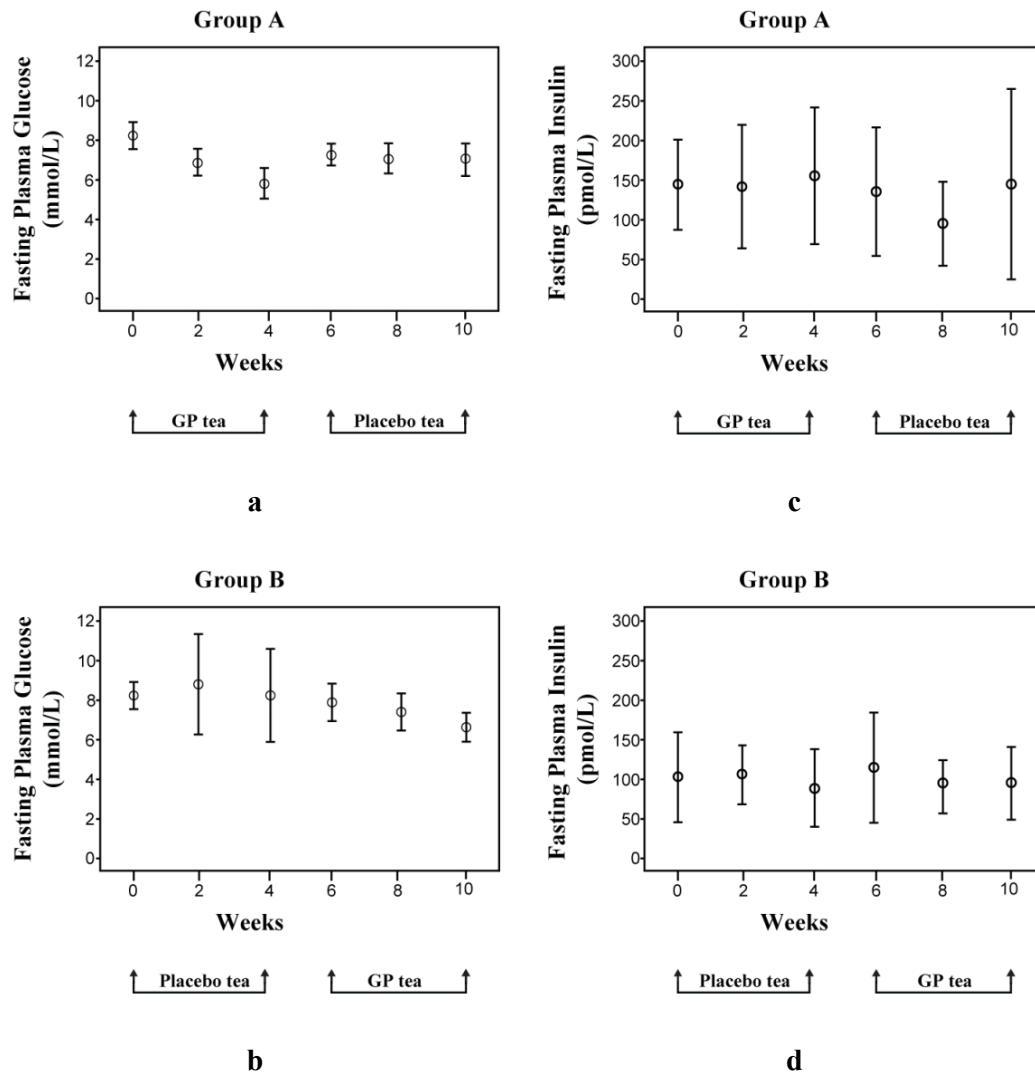 Group A
Fasting Plasma Glucose
(mmol/L)
12
10
8
6
4
2
0
0 2 4 6 8 10
Weeks
GP tea Placebo tea
a
Group A
Fasting Plasma Insulin
(pmol/L)
300
250
200
150
100
50
0
0 2 4 6 8 10
Weeks
GP tea Placebo tea
c
Group B
Fasting Plasma Glucose
(mmol/L)
12
10
8
6
4
2
0
0 2 4 6 8 10
Weeks
Placebo tea GP tea
b
Group B
Fasting Plasma Insulin
(pmol/L)
300
250
200
150
100
50
0
0 2 4 6 8 10
Weeks
Placebo tea GP tea
d